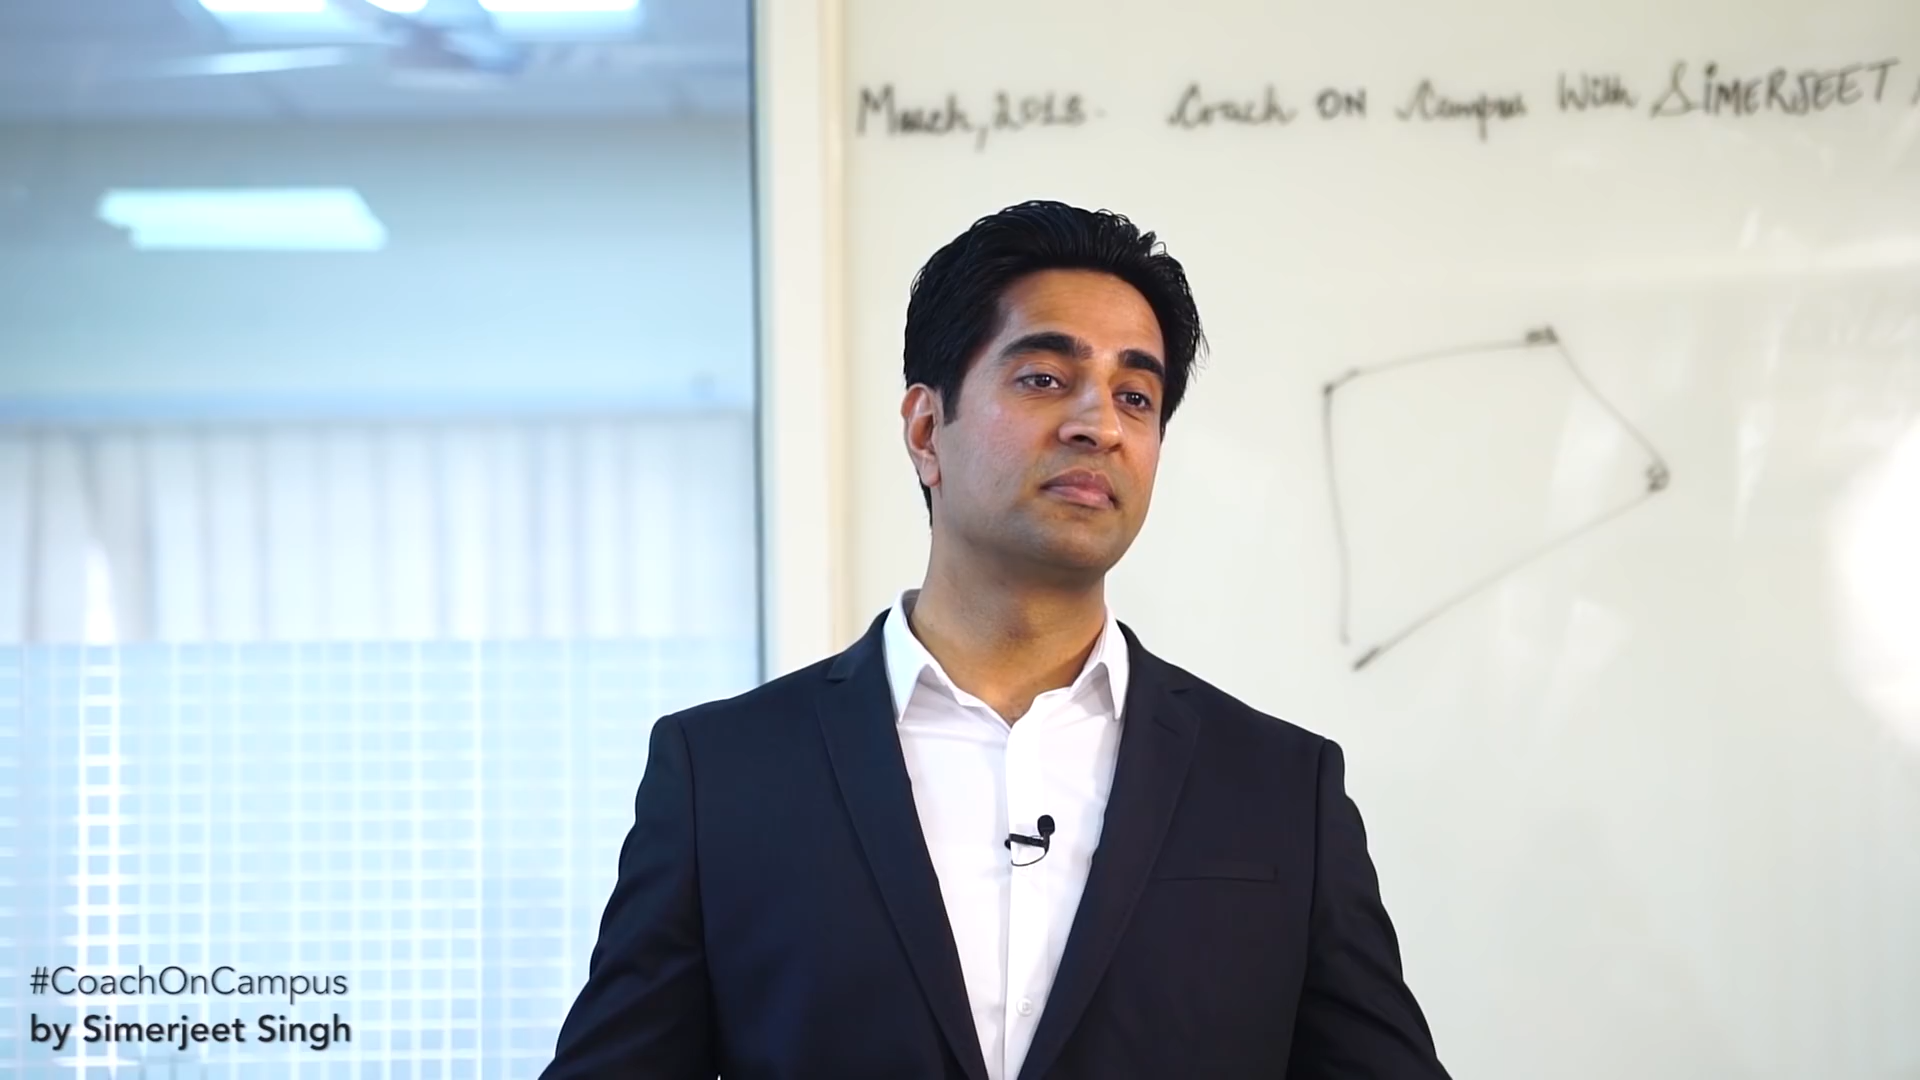 March, 2018. Coach ON Campus With SIMERJEET
#CoachOnCampus
by Simerjeet Singh